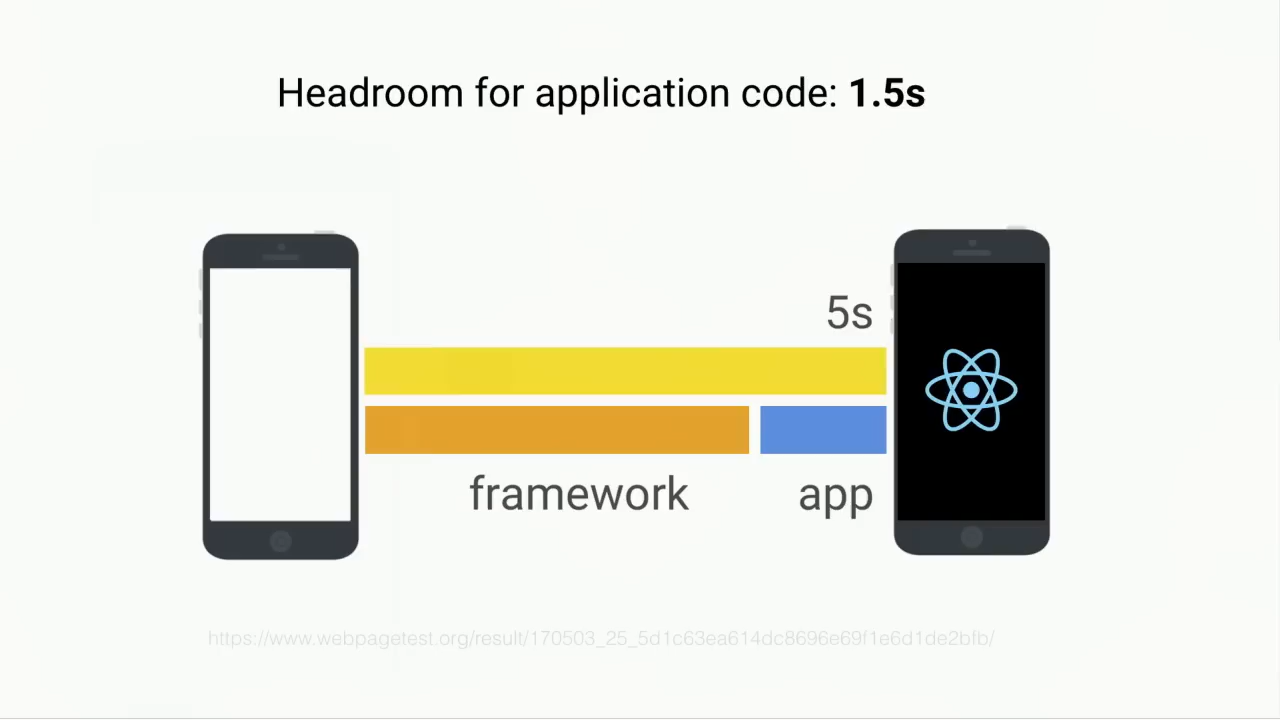 Headroom for application code: 1.5s
5s
framework
app
https://www.webpagetest.org/result/170503_25_5d1c63ea614dc8696e69f1e6d1de2bfb/